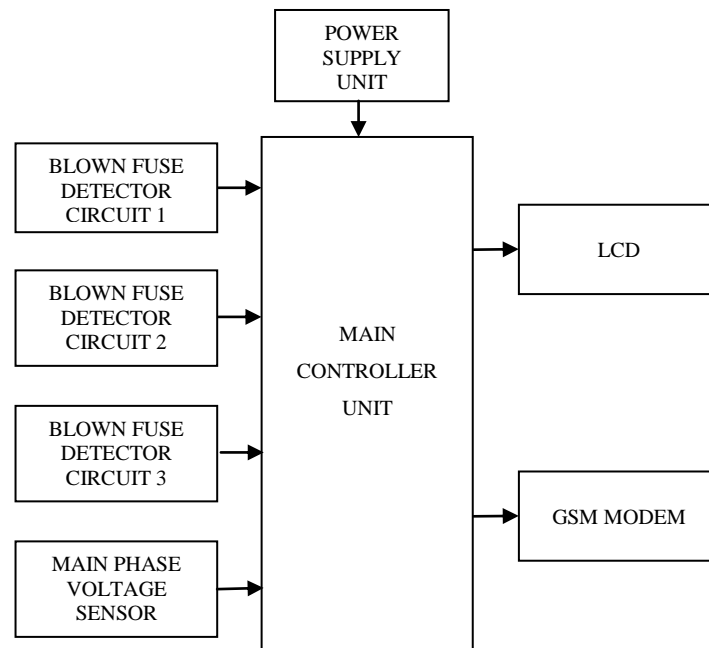 POWER
SUPPLY
UNIT
BLOWN FUSE
DETECTOR
CIRCUIT 1
BLOWN FUSE
DETECTOR
CIRCUIT 2
BLOWN FUSE
DETECTOR
CIRCUIT 3
MAIN PHASE
VOLTAGE
SENSOR
MAIN
CONTROLLER
UNIT
LCD
GSM MODEM